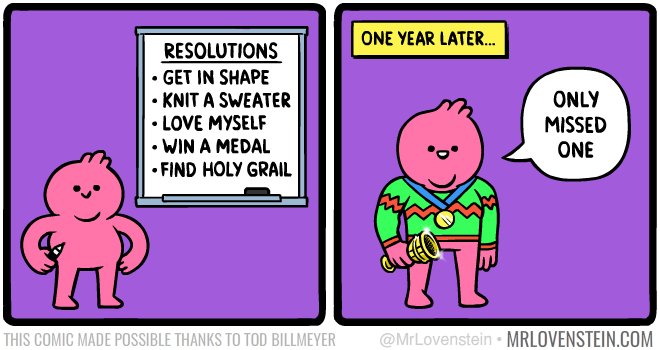 RESOLUTIONS
• GET IN SHAPE
• KNIT A SWEATER
• LOVE MYSELF
• WIN A MEDAL
• FIND HOLY GRAIL
ONE YEAR LATER...
ONLY
MISSED
ONE
THIS COMIC MADE POSSIBLE THANKS TO TOD BILLMEYER
@MrLovenstein • MRLOVENSTEIN.COM